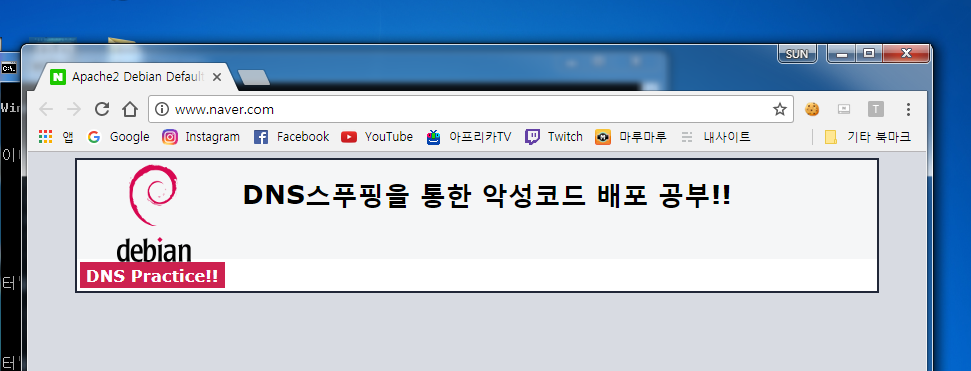 SUN
Apache2 Debian Default
www.naver.com
앱 Google Instagram Facebook YouTube 아프리카TV Twitch 마루마루 내사이트 기타 북마크
DNS스푸핑을 통한 악성코드 배포 공부!!
debian
DNS Practice!!